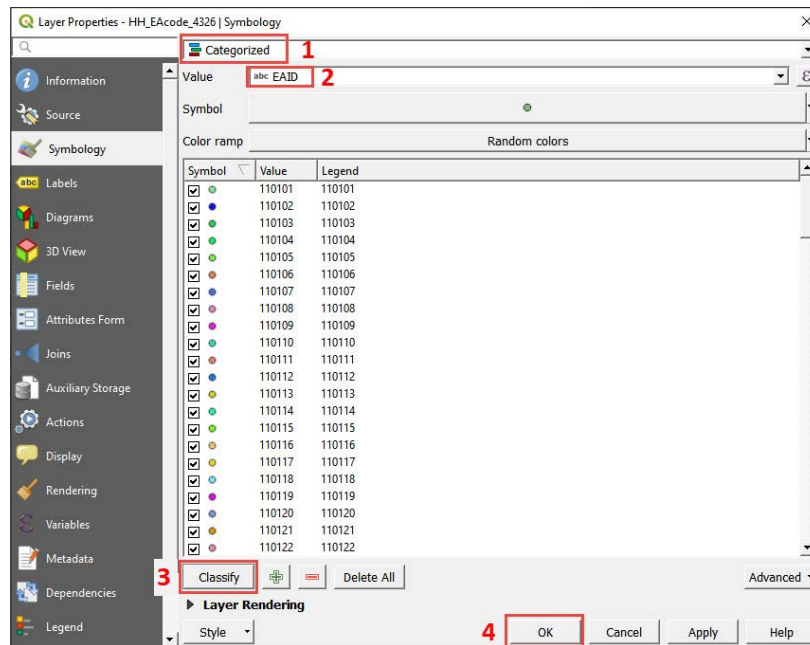 Layer Properties - HH_EAcode_4326 | Symbology
Information
Source
Symbology
abc Labels
Diagrams
3D View
Fields
Attributes Form
Joins
Auxiliary Storage
Actions
Display
Rendering
Variables
Metadata
Dependencies
Legend
Categorized 1
Value abc EAID 2 ε
Symbol
Color ramp Random colors
Symbol Value Legend
110101 110101
110102 110102
110103 110103
110104 110104
110105 110105
110106 110106
110107 110107
110108 110108
110109 110109
110110 110110
110111 110111
110112 110112
110113 110113
110114 110114
110115 110115
110116 110116
110117 110117
110118 110118
110119 110119
110120 110120
110121 110121
110122 110122
3 Classify Delete All Advanced
Layer Rendering
Style 4 OK Cancel Apply Help